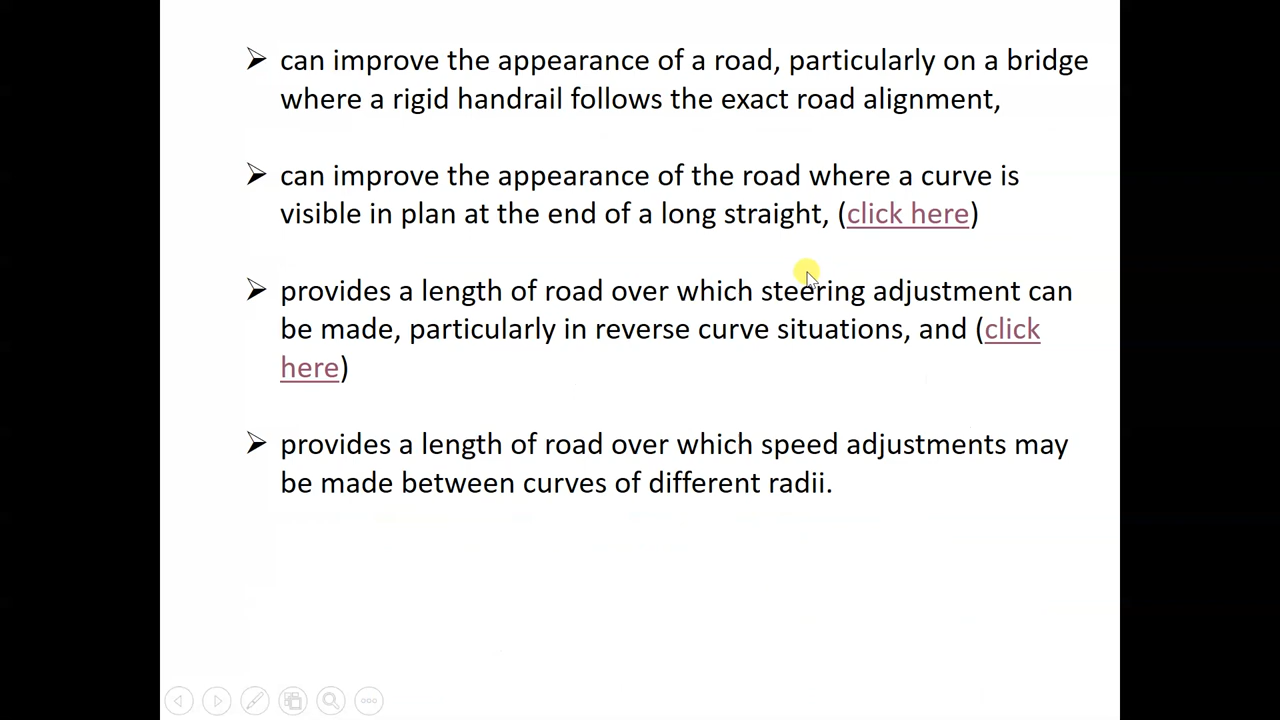 can improve the appearance of a road, particularly on a bridge
where a rigid handrail follows the exact road alignment,
can improve the appearance of the road where a curve is
visible in plan at the end of a long straight, (click here)
provides a length of road over which steering adjustment can
be made, particularly in reverse curve situations, and (click
here)
provides a length of road over which speed adjustments may
be made between curves of different radii.